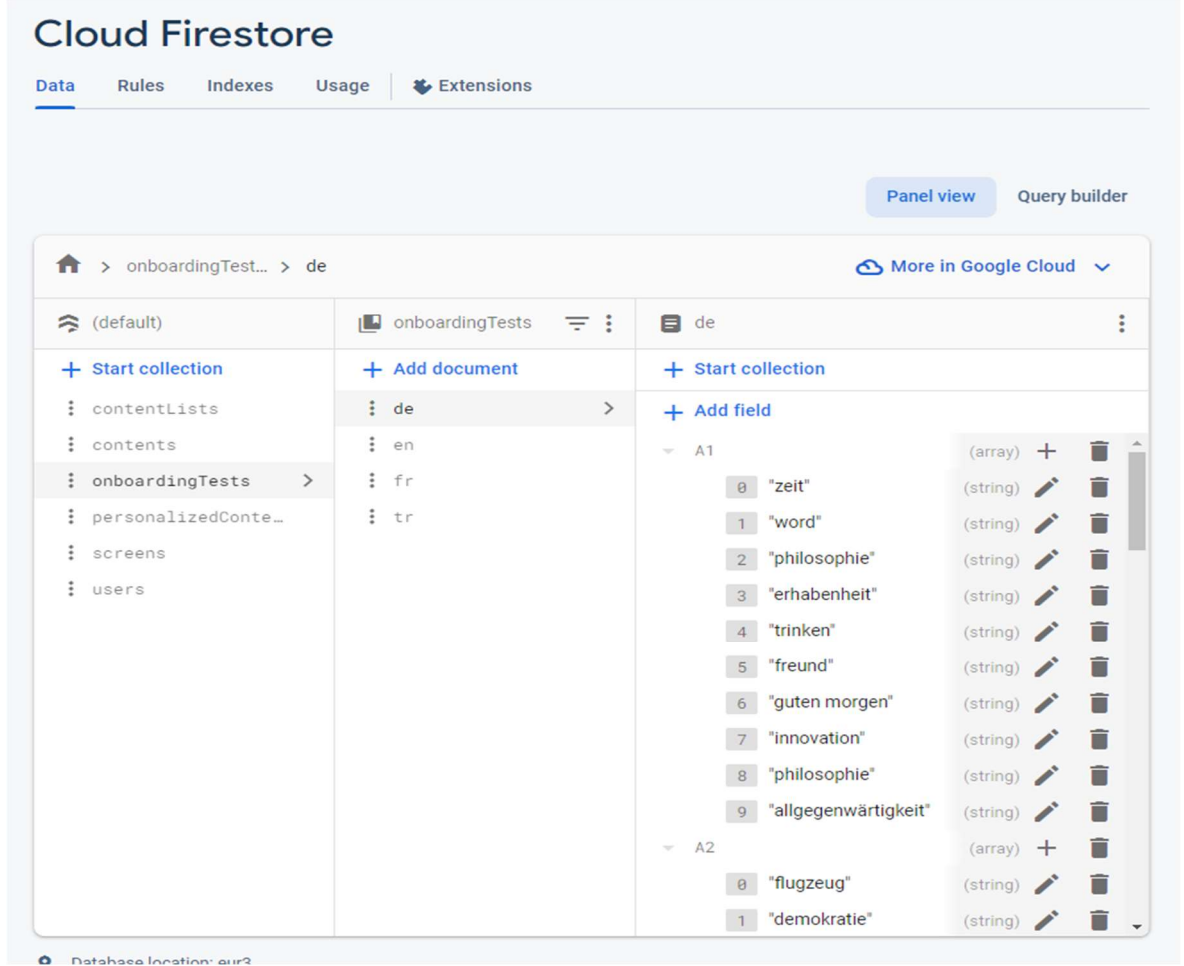 Cloud Firestore
Data Rules Indexes Usage Extensions
Panel view Query builder
> onboardingTest... > de More in Google Cloud
(default) onboardingTests de
+ Start collection + Add document + Start collection
contentLists de > + Add field
contents en A1 (array) +
onboardingTests > fr 0 "zeit" (string)
personalizedConte… tr 1 "word" (string)
screens 2 "philosophie" (string)
users 3 "erhabenheit" (string)
4 "trinken" (string)
5 "freund" (string)
6 "guten morgen" (string)
7 "innovation" (string)
8 "philosophie" (string)
9 "allgegenwärtigkeit" (string)
A2 (array) +
0 "flugzeug" (string)
1 "demokratie" (string)
Database location: eur3